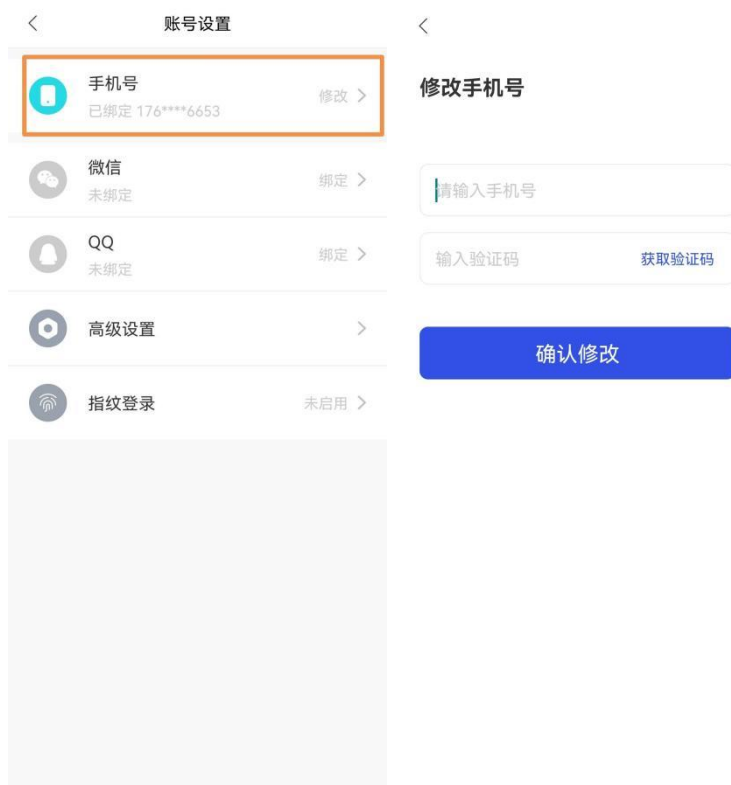 账号设置
手机号
已绑定 176****6653
修改
微信
未绑定
绑定
QQ
未绑定
绑定
高级设置
指纹登录
未启用
修改手机号
请输入手机号
输入验证码
获取验证码
确认修改